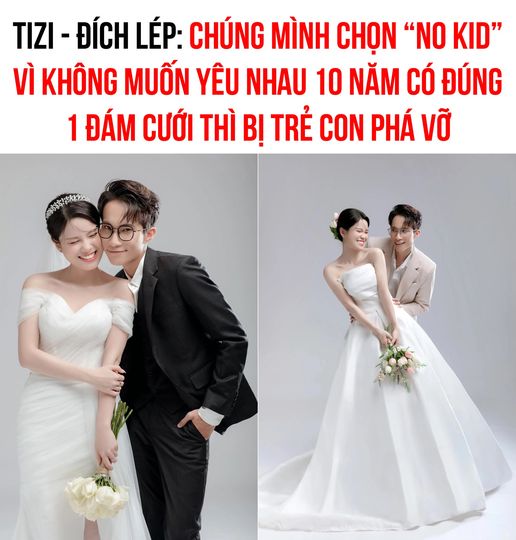 TIZI - ĐÍCH LÉP: CHÚNG MÌNH CHỌN “NO KID”
VÌ KHÔNG MUỐN YÊU NHAU 10 NĂM CÓ ĐÚNG
1 ĐÁM CƯỚI THÌ BỊ TRẺ CON PHÁ VỠ